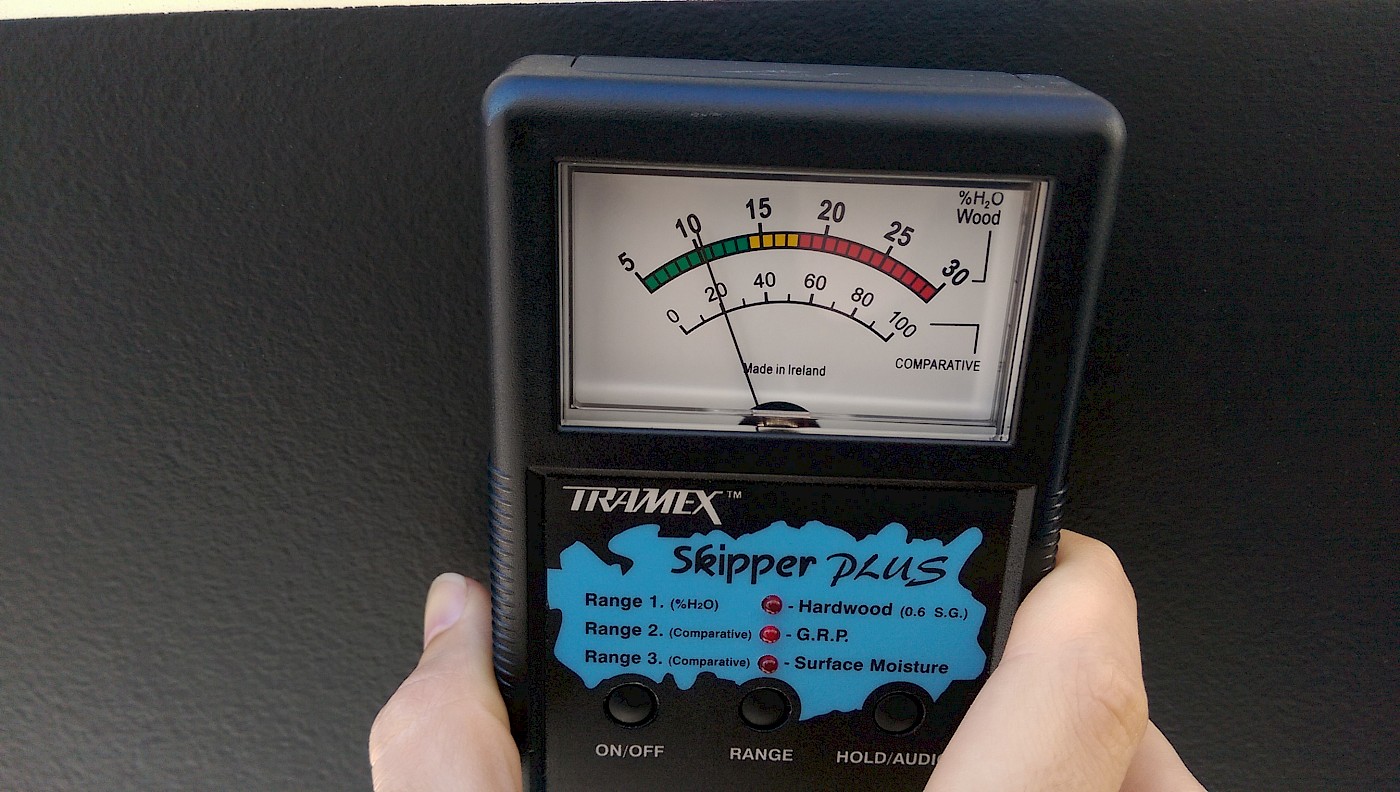 %H₂O
Wood
5 10 15 20 25 30
0 20 40 60 80 100
COMPARATIVE
Made in Ireland
TRAMEX™
Skipper PLUS
Range 1. (%H₂O) - Hardwood (0.6 S.G.)
Range 2. (Comparative) - G.R.P.
Range 3. (Comparative) - Surface Moisture
ON/OFF RANGE HOLD/AUDIO